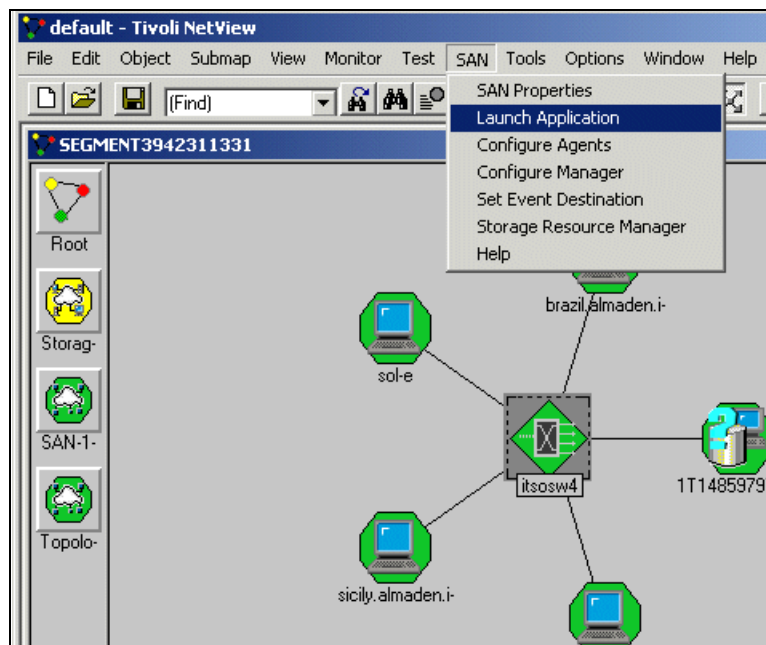 default - Tivoli NetView
File Edit Object Submap View Monitor Test SAN Tools Options Window Help
(Find)
SAN Properties
Launch Application
Configure Agents
Configure Manager
Set Event Destination
Storage Resource Manager
Help
SEGMENT3942311331
Root
Storag-
SAN-1-
Topolo-
brazil.almaden.i-
sol-e
itsosw4
1T1485979
sicily.almaden.i-